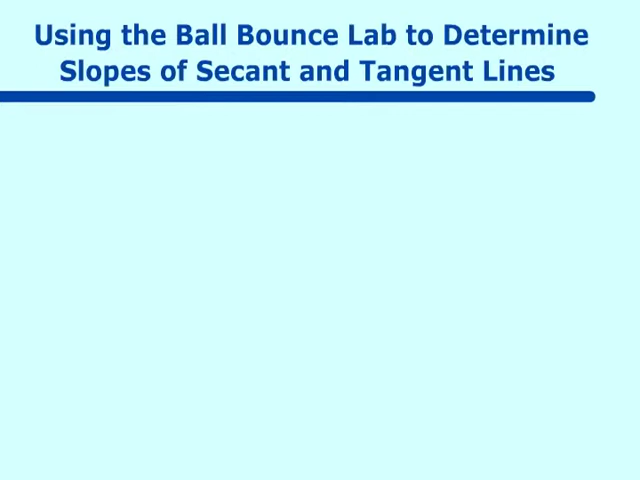 Using the Ball Bounce Lab to Determine
Slopes of Secant and Tangent Lines